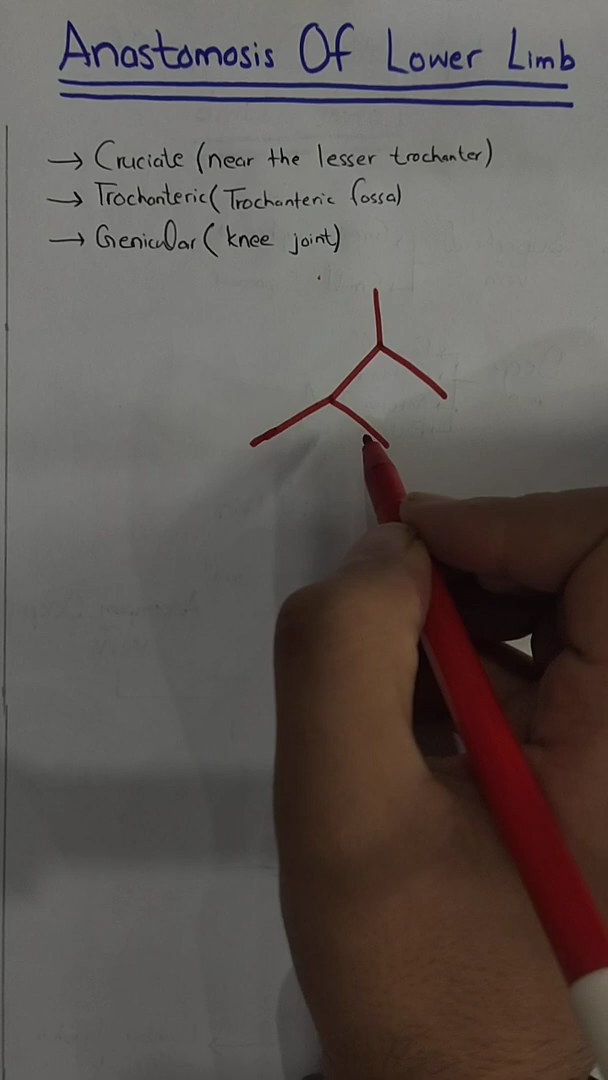 Anastomosis Of Lower Limb
→ Cruciate (near the lesser trochanter)
→ Trochanteric (Trochanteric fossa)
→ Genicular ( knee joint)